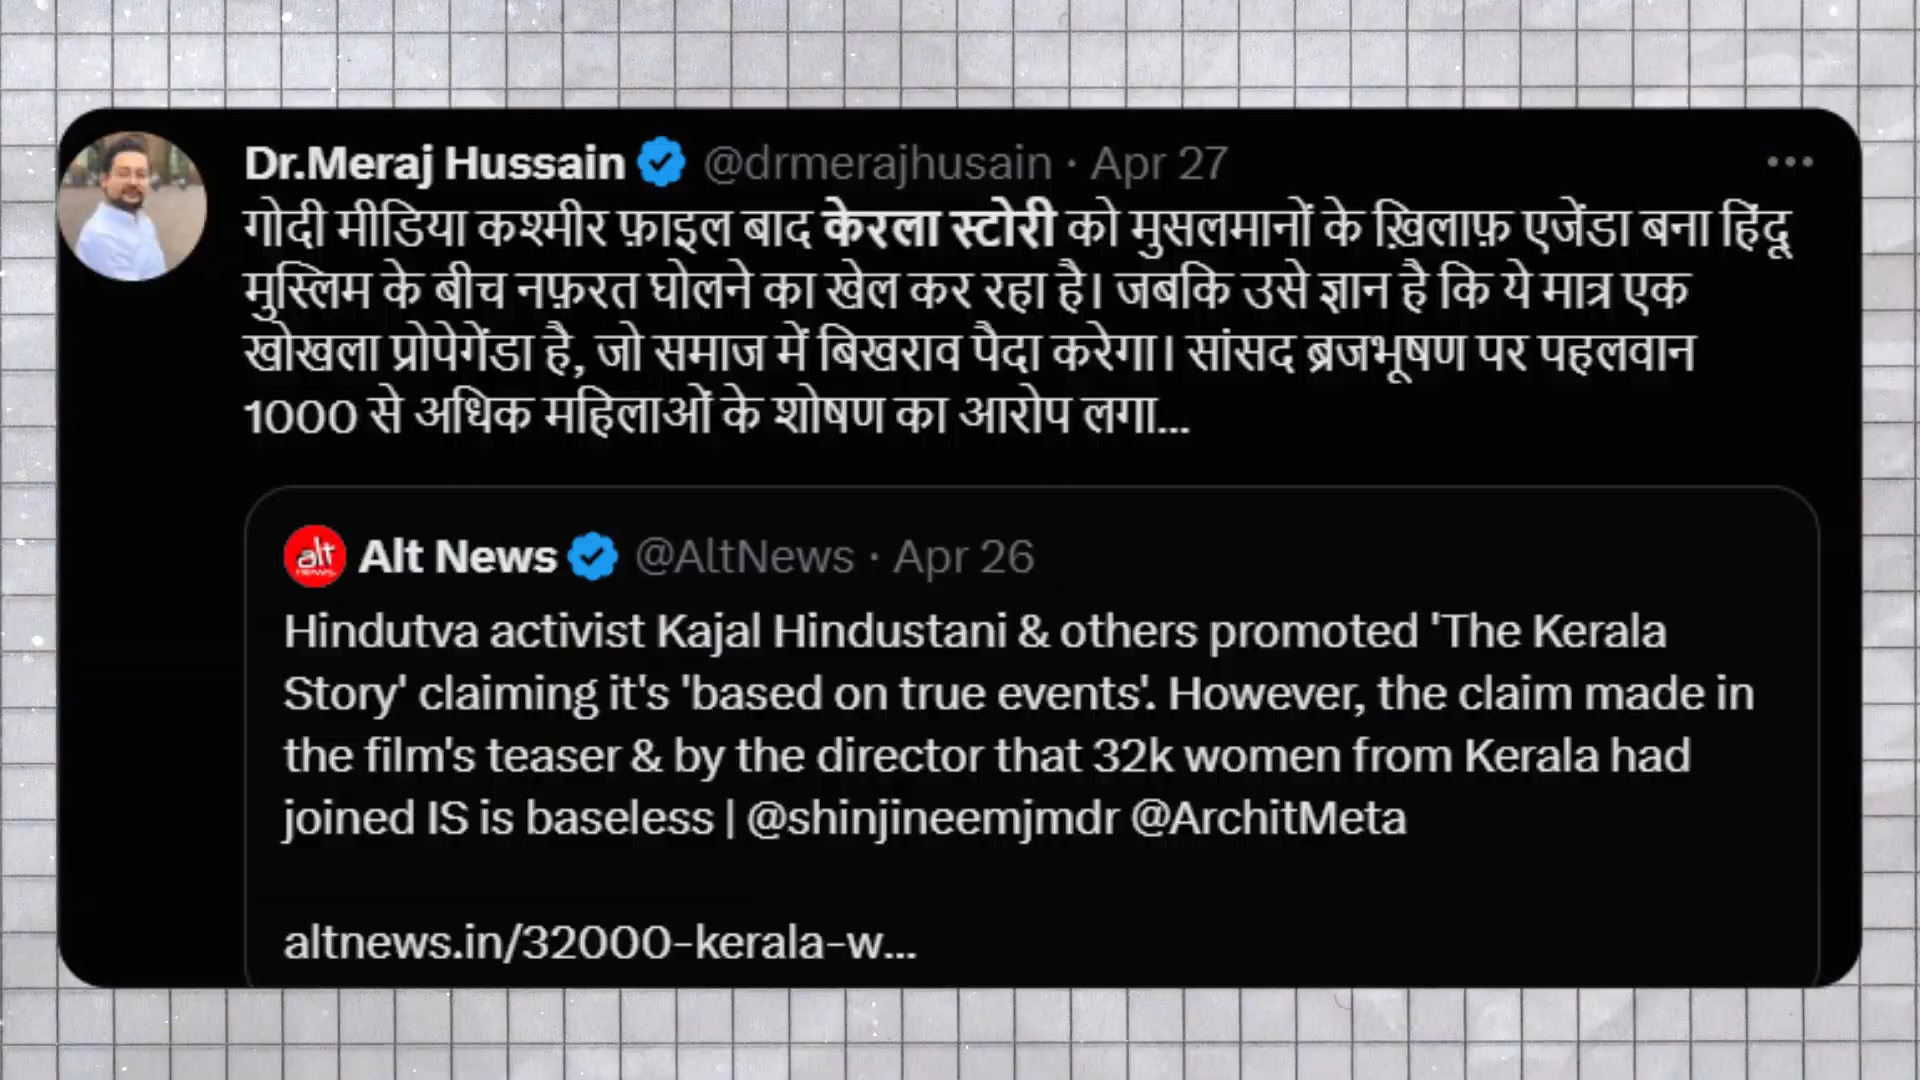 Dr.Meraj Hussain @drmerajhusain · Apr 27
गोदी मीडिया कश्मीर फ़ाइल बाद केरला स्टोरी को मुसलमानों के ख़िलाफ़ एजेंडा बना हिंदू
मुस्लिम के बीच नफ़रत घोलने का खेल कर रहा है। जबकि उसे ज्ञान है कि ये मात्र एक
खोखला प्रोपेगेंडा है, जो समाज में बिखराव पैदा करेगा। सांसद ब्रजभूषण पर पहलवान
1000 से अधिक महिलाओं के शोषण का आरोप लगा...
alt NEWS
Alt News @AltNews · Apr 26
Hindutva activist Kajal Hindustani & others promoted 'The Kerala
Story' claiming it's 'based on true events'. However, the claim made in
the film's teaser & by the director that 32k women from Kerala had
joined IS is baseless | @shinjineemjmdr @ArchitMeta
altnews.in/32000-kerala-w...